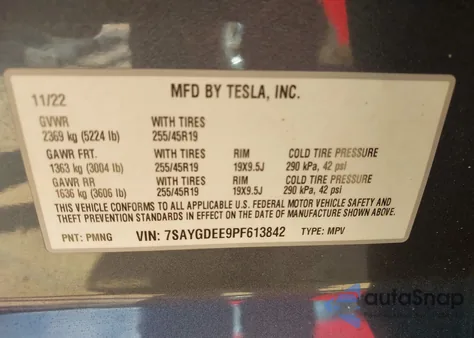 MFD BY TESLA, INC.
11/22
GVWR WITH TIRES
2369 kg (5224 lb) 255/45R19
GAWR FRT. WITH TIRES RIM COLD TIRE PRESSURE
1363 kg (3004 lb) 255/45R19 19X9.5J 290 kPa, 42 psi
GAWR RR WITH TIRES RIM COLD TIRE PRESSURE
1636 kg (3606 lb) 255/45R19 19X9.5J 290 kPa, 42 psi
THIS VEHICLE CONFORMS TO ALL APPLICABLE U.S. FEDERAL MOTOR VEHICLE SAFETY AND
THEFT PREVENTION STANDARDS IN EFFECT ON THE DATE OF MANUFACTURE SHOWN ABOVE.
PNT: PMNG VIN: 7SAYGDEE9PF613842 TYPE: MPV
autoSnap